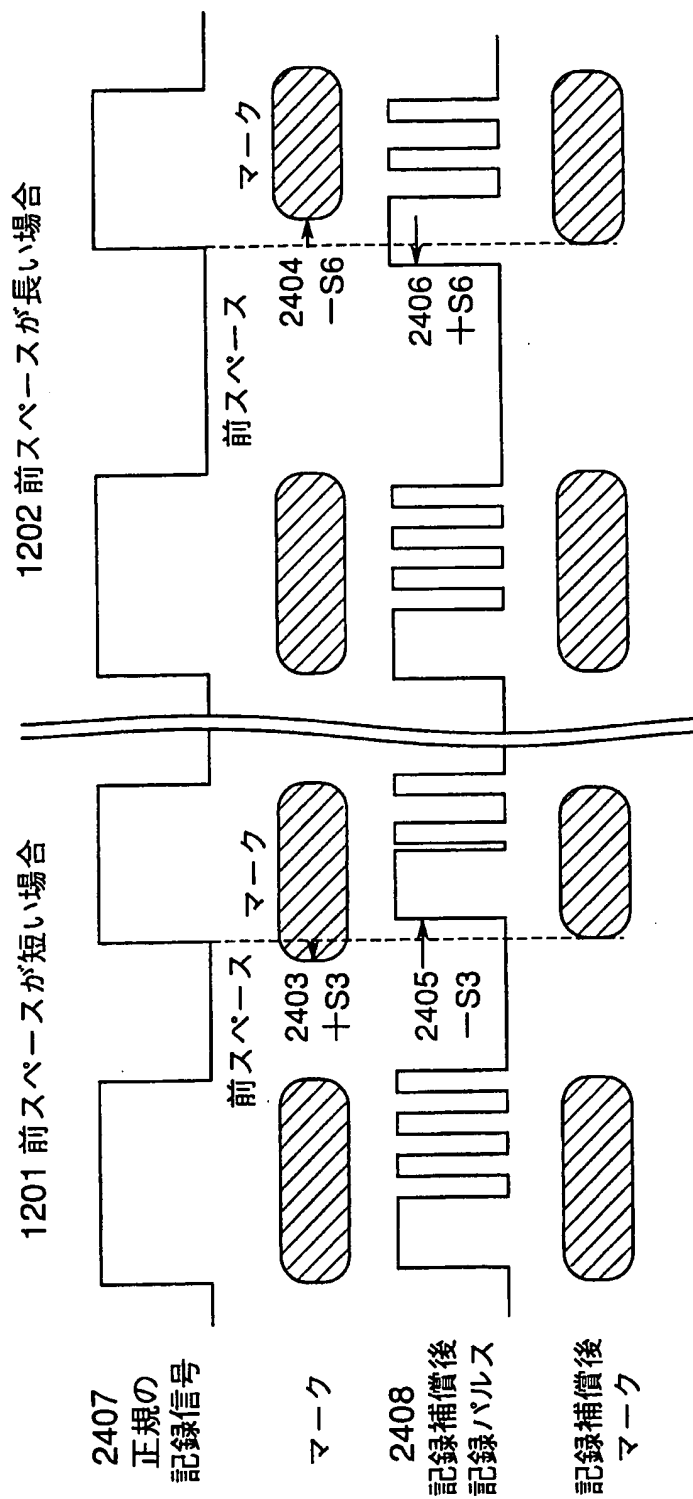 1201 前スペースが短い場合
1202 前スペースが長い場合
2407
正規の
記録信号
前スペース
前スペース
マーク
マーク
マーク
2403
+S3
2404
−S6
2408
記録補償後
記録パルス
2405
−S3
2406
+S6
記録補償後
マーク